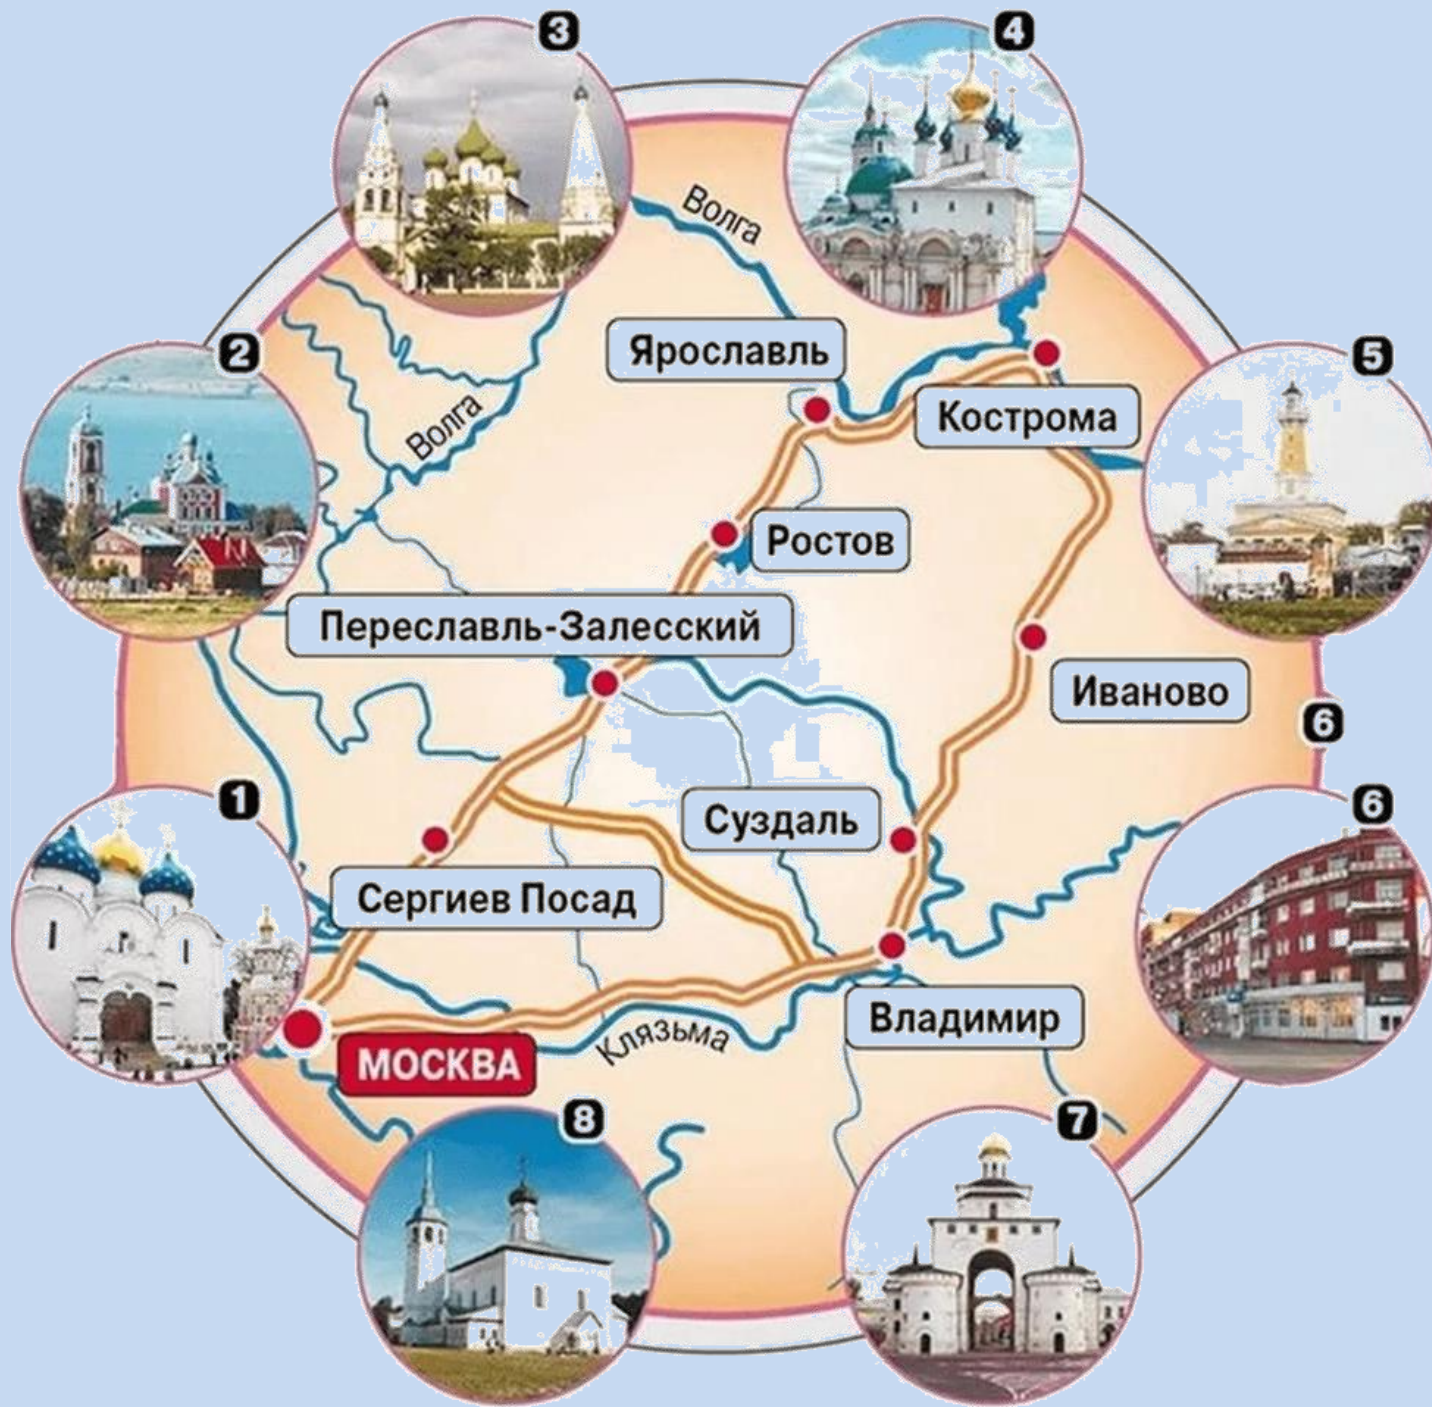 3
4
Волга
2
Ярославль
5
Волга
Кострома
Ростов
Переславль-Залесский
Иваново
6
1
Суздаль
6
Сергиев Посад
Владимир
МОСКВА
Клязьма
8
7